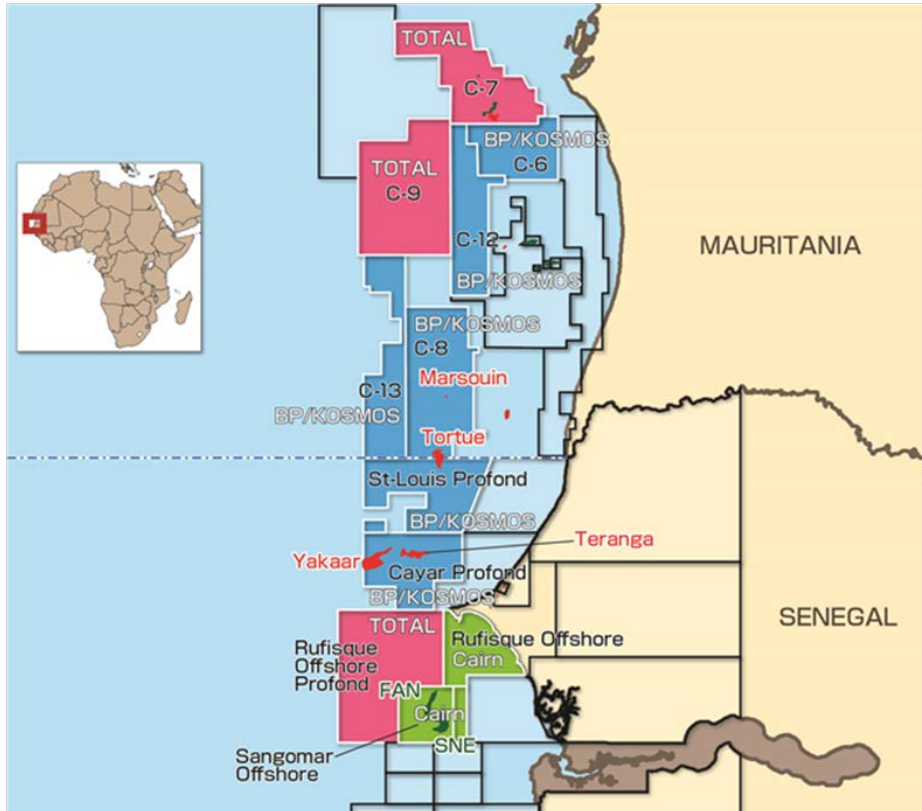 TOTAL
C-7
BP/KOSMOS
C-6
TOTAL
C-9
C-12
BP/KOSMOS
MAURITANIA
BP/KOSMOS
C-8
Marsouin
C-13
BP/KOSMOS
Tortue
St-Louis Profond
BP/KOSMOS
Teranga
Yakaar
Cayar Profond
BP/KOSMOS
TOTAL
Rufisque
Offshore
Profond
Rufisque Offshore
Cairn
SENEGAL
FAN
Cairn
SNE
Sangomar
Offshore